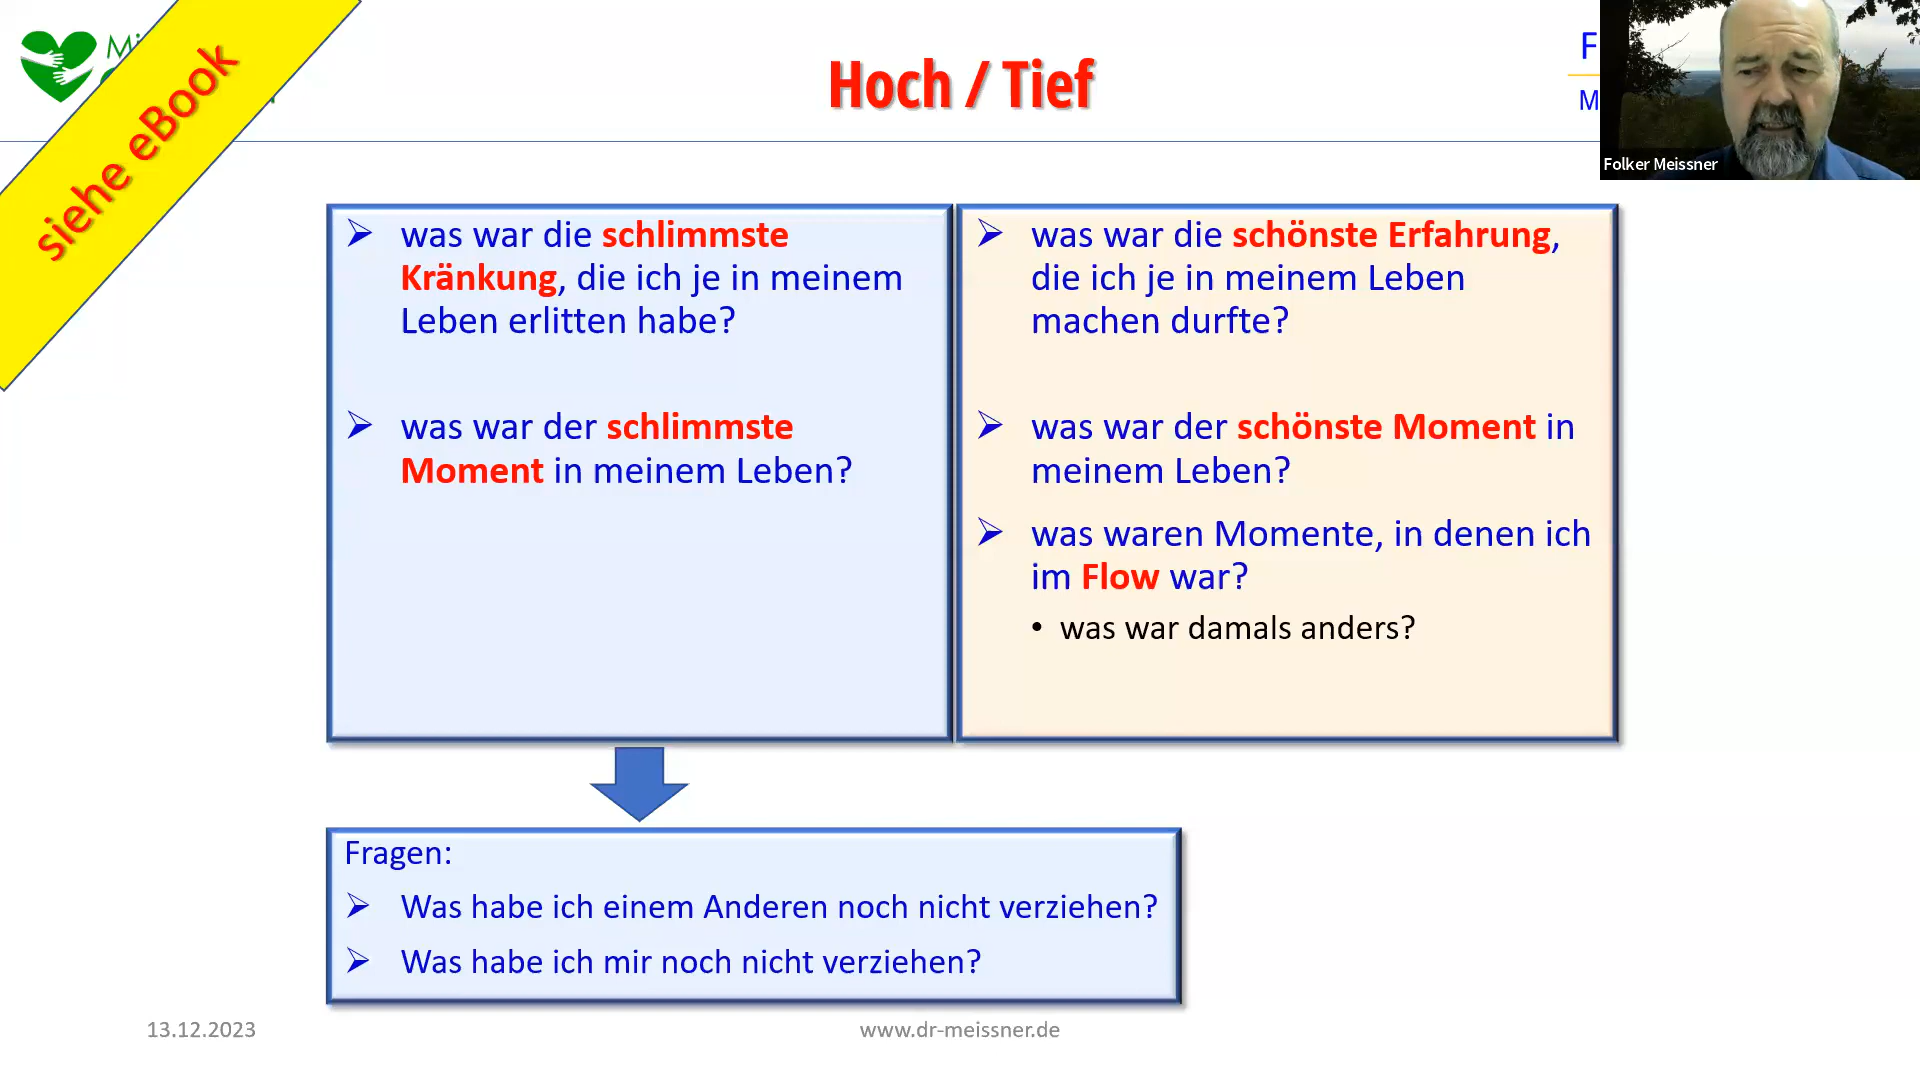 siehe eBook
Hoch / Tief
Folker Meissner
was war die schlimmste
Kränkung, die ich je in meinem
Leben erlitten habe?
was war der schlimmste
Moment in meinem Leben?
was war die schönste Erfahrung,
die ich je in meinem Leben
machen durfte?
was war der schönste Moment in
meinem Leben?
was waren Momente, in denen ich
im Flow war?
• was war damals anders?
Fragen:
Was habe ich einem Anderen noch nicht verziehen?
Was habe ich mir noch nicht verziehen?
13.12.2023
www.dr-meissner.de